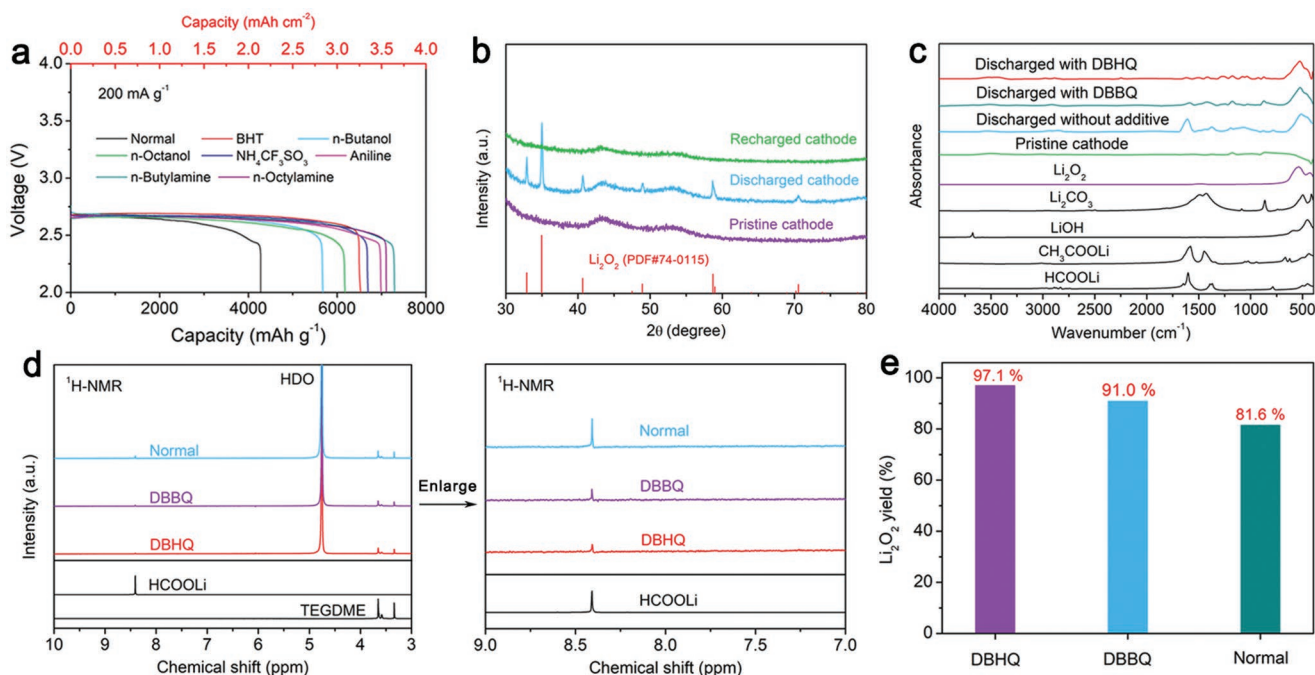 a
Capacity (mAh cm-2)
0.0 0.5 1.0 1.5 2.0 2.5 3.0 3.5 4.0
4.0
3.5
3.0
2.5
2.0
Voltage (V)
200 mA g-1
Normal BHT n-Butanol
n-Octanol NH4CF3SO3 Aniline
n-Butylamine n-Octylamine
0 2000 4000 6000 8000
Capacity (mAh g-1)
b
Intensity (a.u.)
Recharged cathode
Discharged cathode
Pristine cathode
Li2O2 (PDF#74-0115)
30 40 50 60 70 80
2θ (degree)
c
Absorbance
Discharged with DBHQ
Discharged with DBBQ
Discharged without additive
Pristine cathode
Li2O2
Li2CO3
LiOH
CH3COOLi
HCOOLi
4000 3500 3000 2500 2000 1500 1000 500
Wavenumber (cm-1)
d
Intensity (a.u.)
1H-NMR
HDO
Normal
DBBQ
DBHQ
HCOOLi
TEGDME
10 9 8 7 6 5 4 3
Chemical shift (ppm)
Enlarge
1H-NMR
Normal
DBBQ
DBHQ
HCOOLi
9.0 8.5 8.0 7.5 7.0
Chemical shift (ppm)
e
Li2O2 yield (%)
100
80
60
40
20
0
97.1 %
91.0 %
81.6 %
DBHQ DBBQ Normal